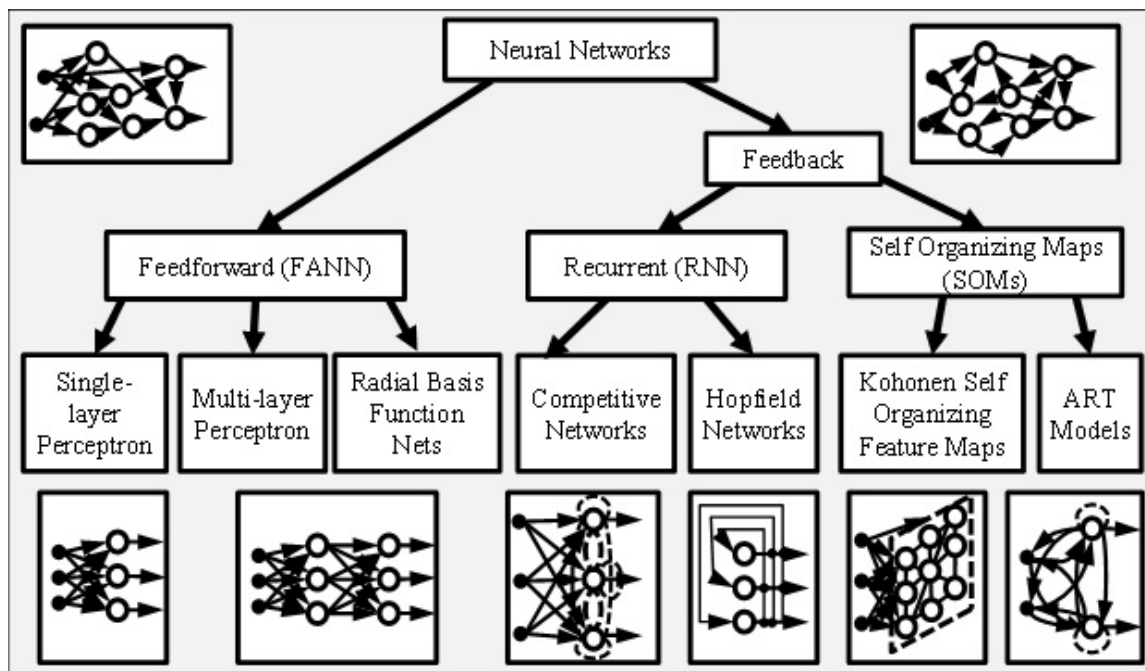 Neural Networks
Feedback
Feedforward (FANN)
Recurrent (RNN)
Self Organizing Maps
(SOMs)
Single-
layer
Perceptron
Multi-layer
Perceptron
Radial Basis
Function
Nets
Competitive
Networks
Hopfield
Networks
Kohonen Self
Organizing
Feature Maps
ART
Models